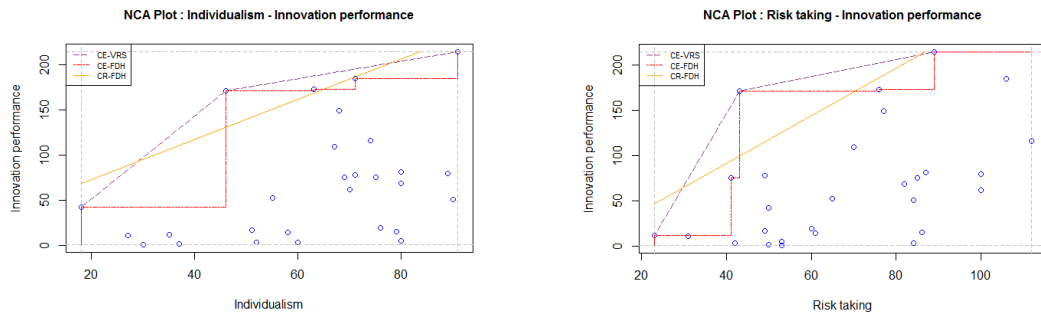 NCA Plot : Individualism - Innovation performance
CE-VRS
CE-FDH
CR-FDH
Innovation performance
200
150
100
50
0
20
40
60
80
Individualism
NCA Plot : Risk taking - Innovation performance
CE-VRS
CE-FDH
CR-FDH
Innovation performance
200
150
100
50
0
20
40
60
80
100
Risk taking